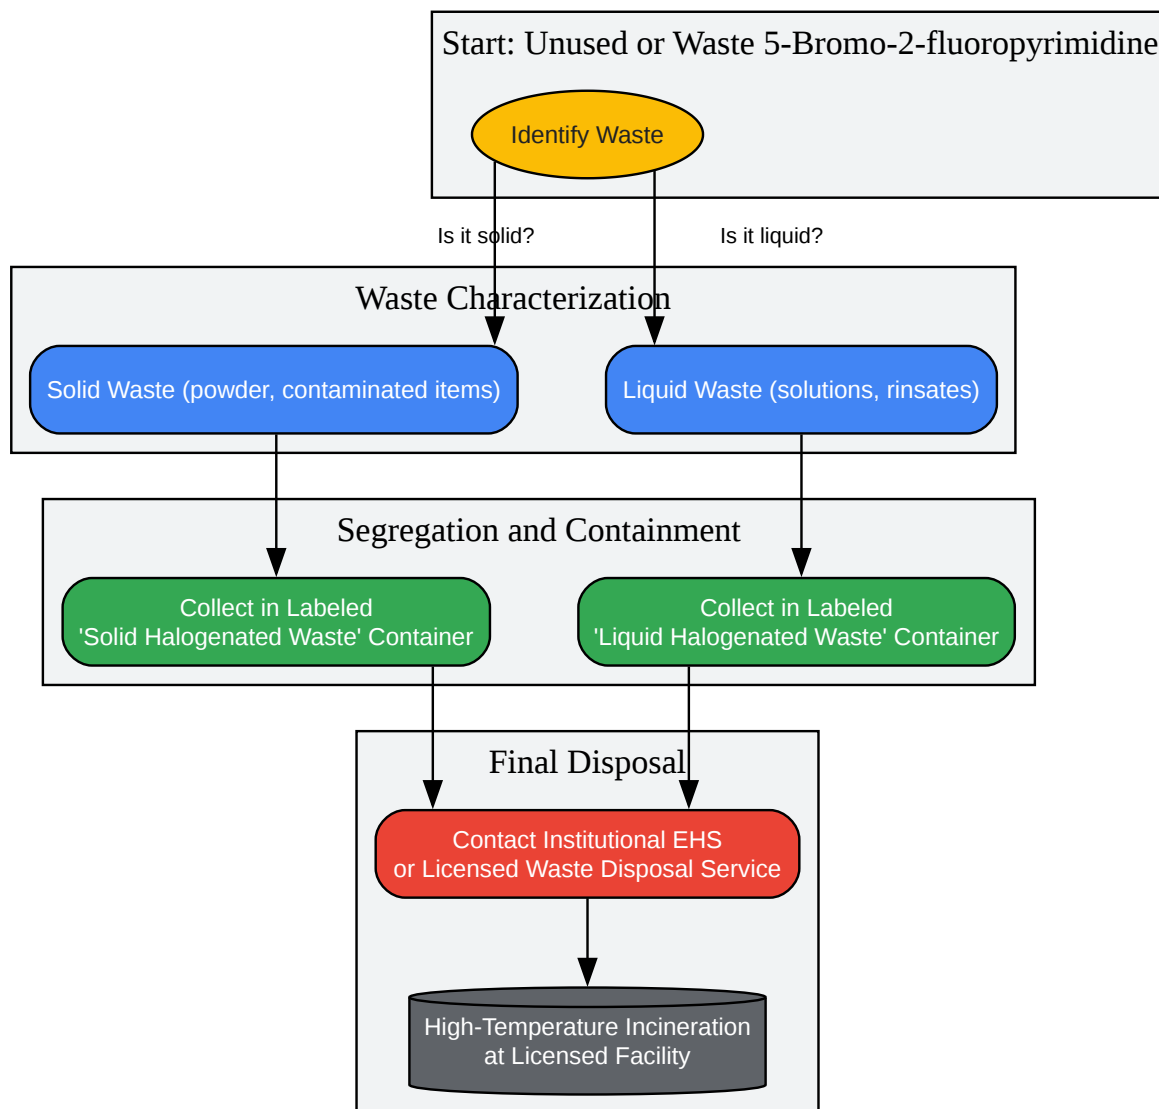 Start: Unused or Waste 5-Bromo-2-fluoropyrimidine
Identify Waste
Is it solid?
Is it liquid?
Waste Characterization
Solid Waste (powder, contaminated items)
Liquid Waste (solutions, rinsates)
Segregation and Containment
Collect in Labeled
'Solid Halogenated Waste' Container
Collect in Labeled
'Liquid Halogenated Waste' Container
Final Disposal
Contact Institutional EHS
or Licensed Waste Disposal Service
High-Temperature Incineration
at Licensed Facility